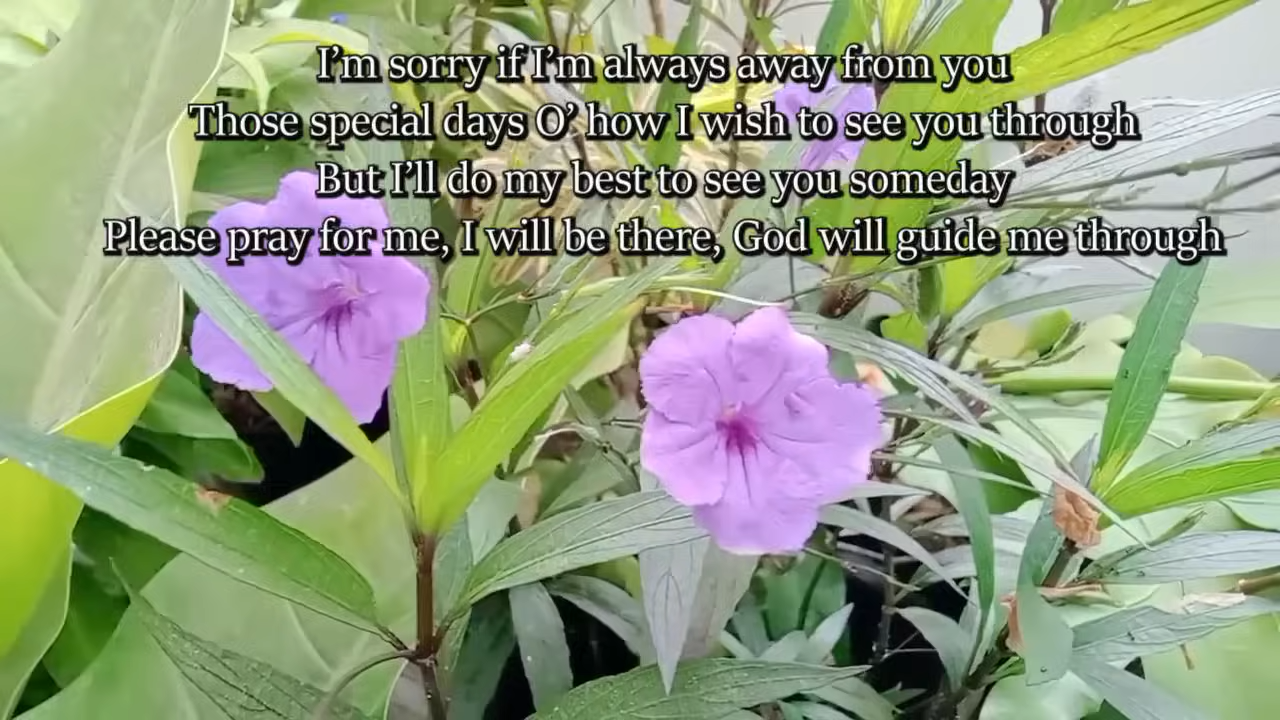 I'm sorry if I'm always away from you
Those special days O' how I wish to see you through
But I'll do my best to see you someday
Please pray for me, I will be there, God will guide me through